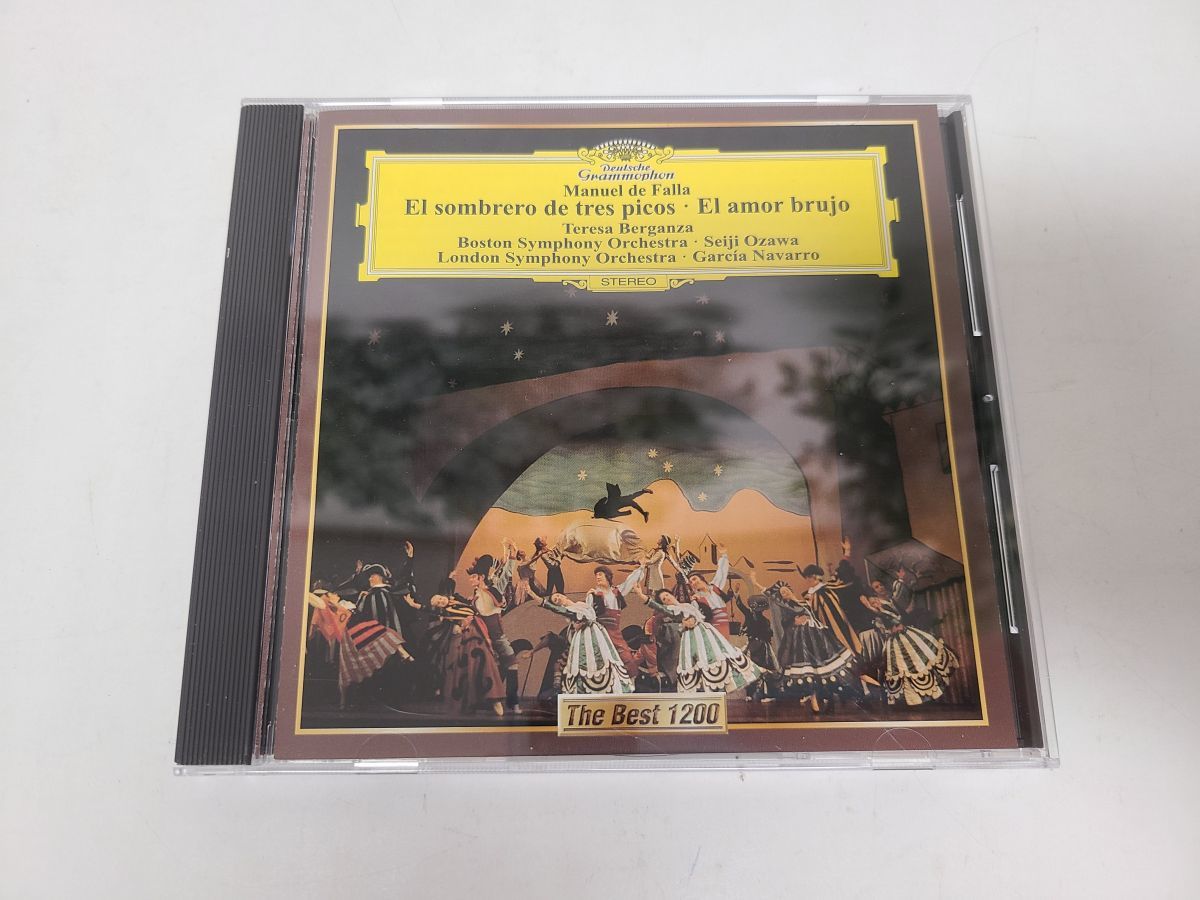 Deutsche
Grammophon
Manuel de Falla
El sombrero de tres picos · El amor brujo
Teresa Berganza
Boston Symphony Orchestra · Seiji Ozawa
London Symphony Orchestra · García Navarro
STEREO
The Best 1200